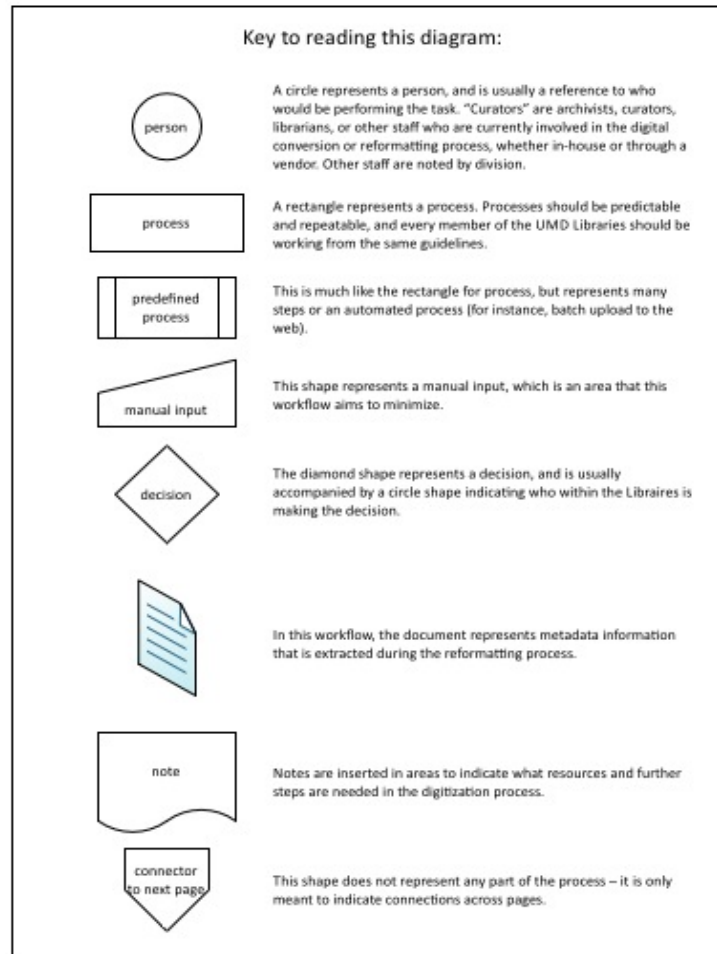 Key to reading this diagram:
person
A circle represents a person, and is usually a reference to who
would be performing the task. "Curators" are archivists, curators,
librarians, or other staff who are currently involved in the digital
conversion or reformatting process, whether in-house or through a
vendor. Other staff are noted by division.
process
A rectangle represents a process. Processes should be predictable
and repeatable, and every member of the UMD Libraries should be
working from the same guidelines.
predefined
process
This is much like the rectangle for process, but represents many
steps or an automated process (for instance, batch upload to the
web).
manual input
This shape represents a manual input, which is an area that this
workflow aims to minimize.
decision
The diamond shape represents a decision, and is usually
accompanied by a circle shape indicating who within the Libraires is
making the decision.
In this workflow, the document represents metadata information
that is extracted during the reformatting process.
note
Notes are inserted in areas to indicate what resources and further
steps are needed in the digitization process.
connector
to next page
This shape does not represent any part of the process – it is only
meant to indicate connections across pages.